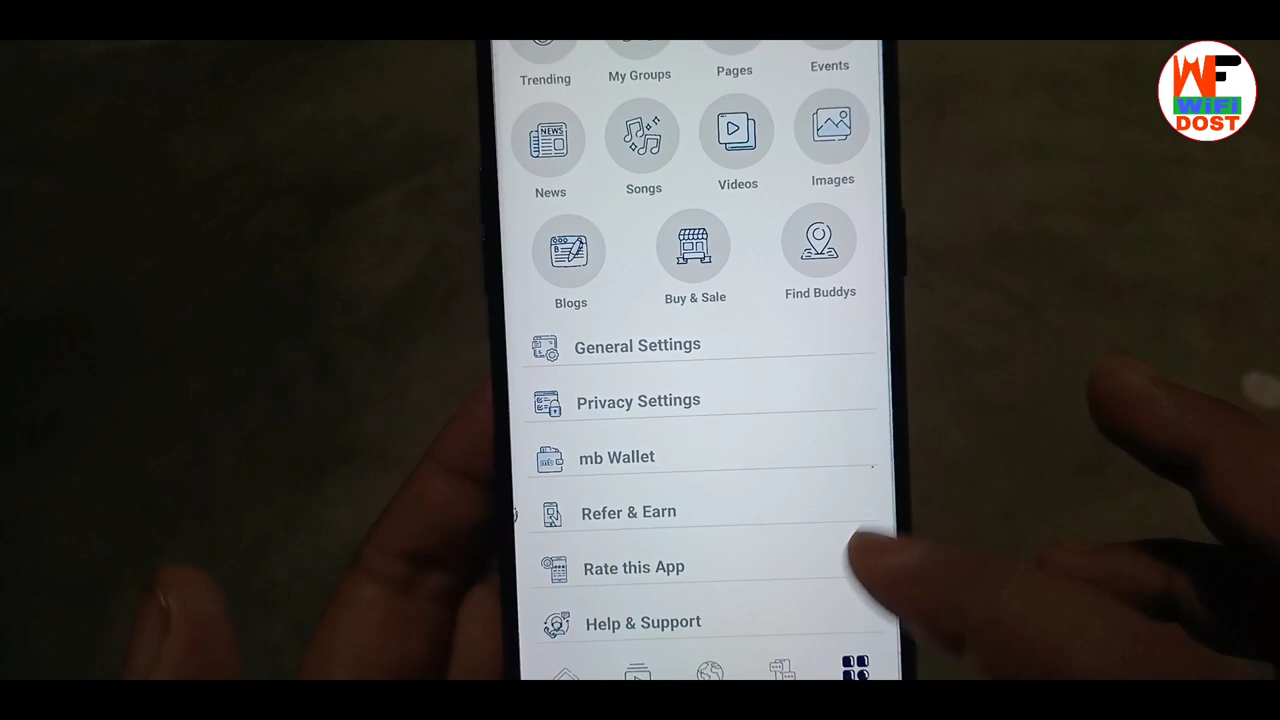 WF
WiFi
DOST
Trending
My Groups
Pages
Events
NEWS
News
Songs
Videos
Images
B
Blogs
Buy & Sale
Find Buddys
General Settings
Privacy Settings
mb
mb Wallet
Refer & Earn
Rate this App
Help & Support